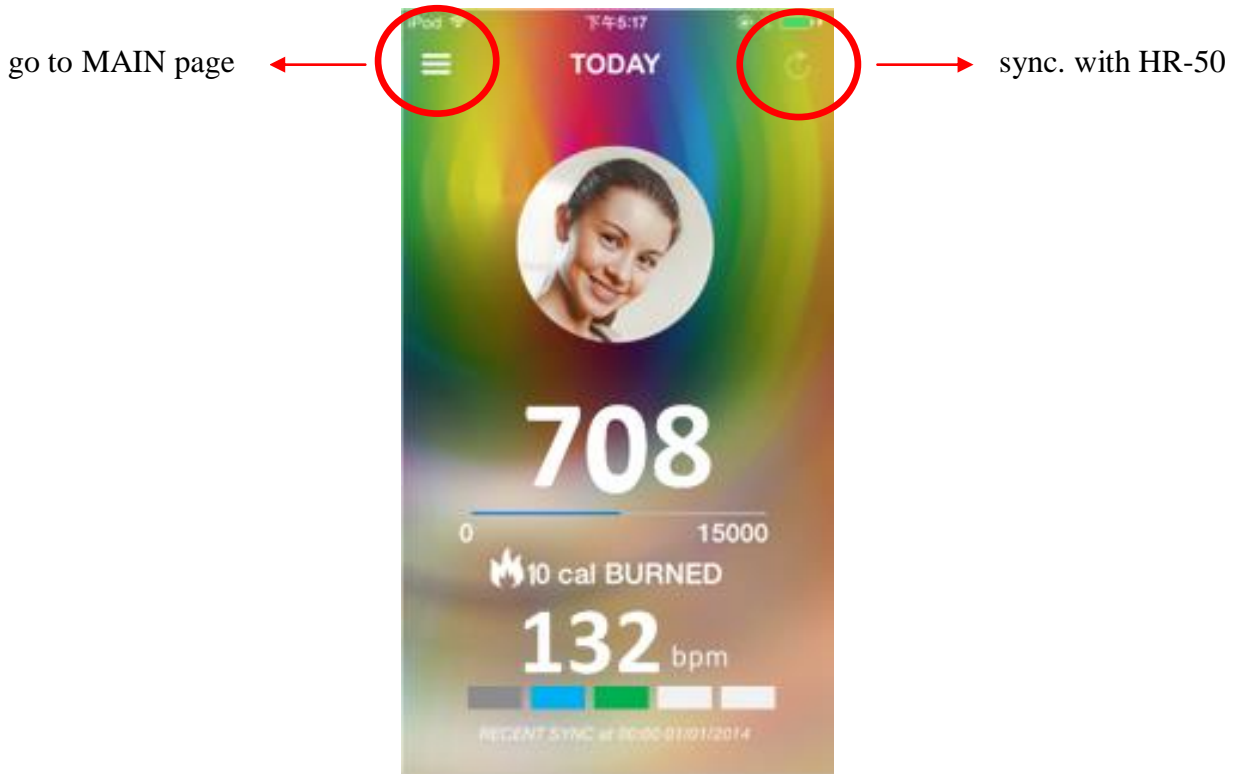 iPod 下午5:17
go to MAIN page TODAY sync. with HR-50
708
0 15000
10 cal BURNED
132 bpm
RECENT SYNC at 00:00 01/01/2014